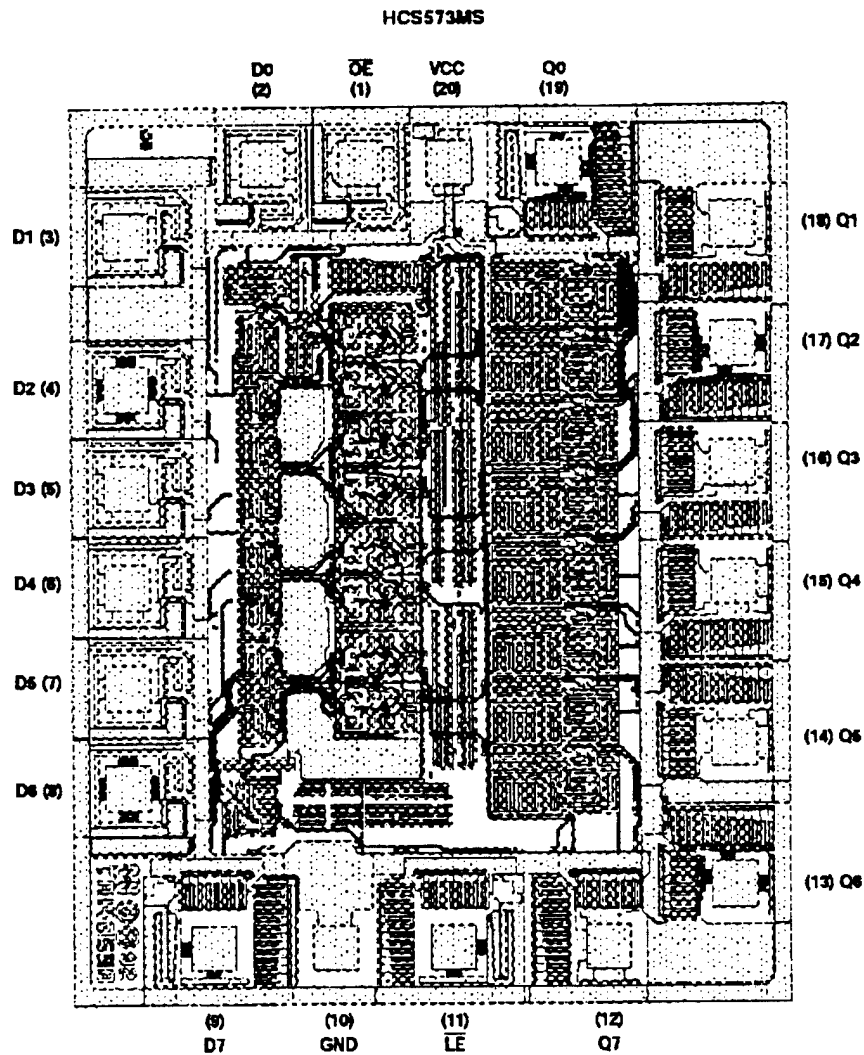 HCS573MS
D0 OE VCC Q0
(2) (1) (20) (19)
D1 (3)
(18) Q1
(17) Q2
D2 (4)
(16) Q3
D3 (5)
D4 (6)
(15) Q4
D5 (7)
(14) Q5
D6 (8)
(13) Q6
(9) (10) (11) (12)
D7 GND LE Q7